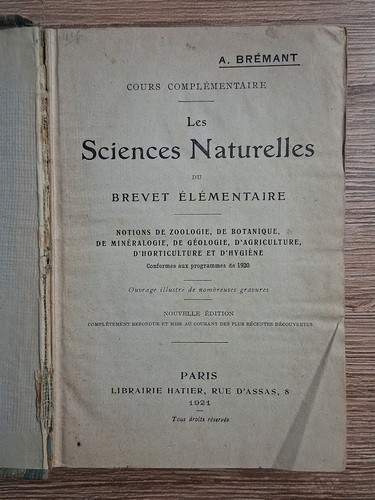 A. BRÉMANT
COURS COMPLÉMENTAIRE
Les
Sciences Naturelles
DU
BREVET ÉLÉMENTAIRE
NOTIONS DE ZOOLOGIE, DE BOTANIQUE,
DE MINÉRALOGIE, DE GÉOLOGIE, D'AGRICULTURE,
D'HORTICULTURE ET D'HYGIÈNE
Conformes aux programmes de 1920
Ouvrage illustré de nombreuses gravures
NOUVELLE ÉDITION
COMPLÈTEMENT REFONDUE ET MISE AU COURANT DES PLUS RÉCENTES DÉCOUVERTES
PARIS
LIBRAIRIE HATIER, RUE D'ASSAS, 8
1921
Tous droits réservés